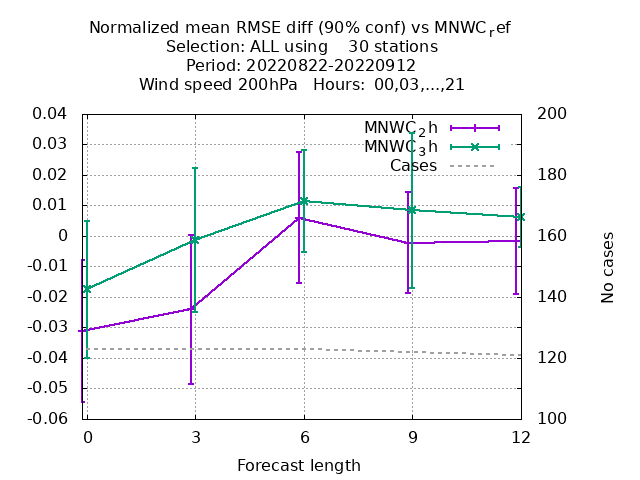 Normalized mean RMSE diff (90% conf) vs MNWCref
Selection: ALL using    30 stations
Period: 20220822-20220912
Wind speed 200hPa   Hours: 00,03,...,21
MNWC2h
MNWC3h
Cases
0.04
0.03
0.02
0.01
0
-0.01
-0.02
-0.03
-0.04
-0.05
-0.06
200
180
160
140
120
100
No cases
0 3 6 9 12
Forecast length